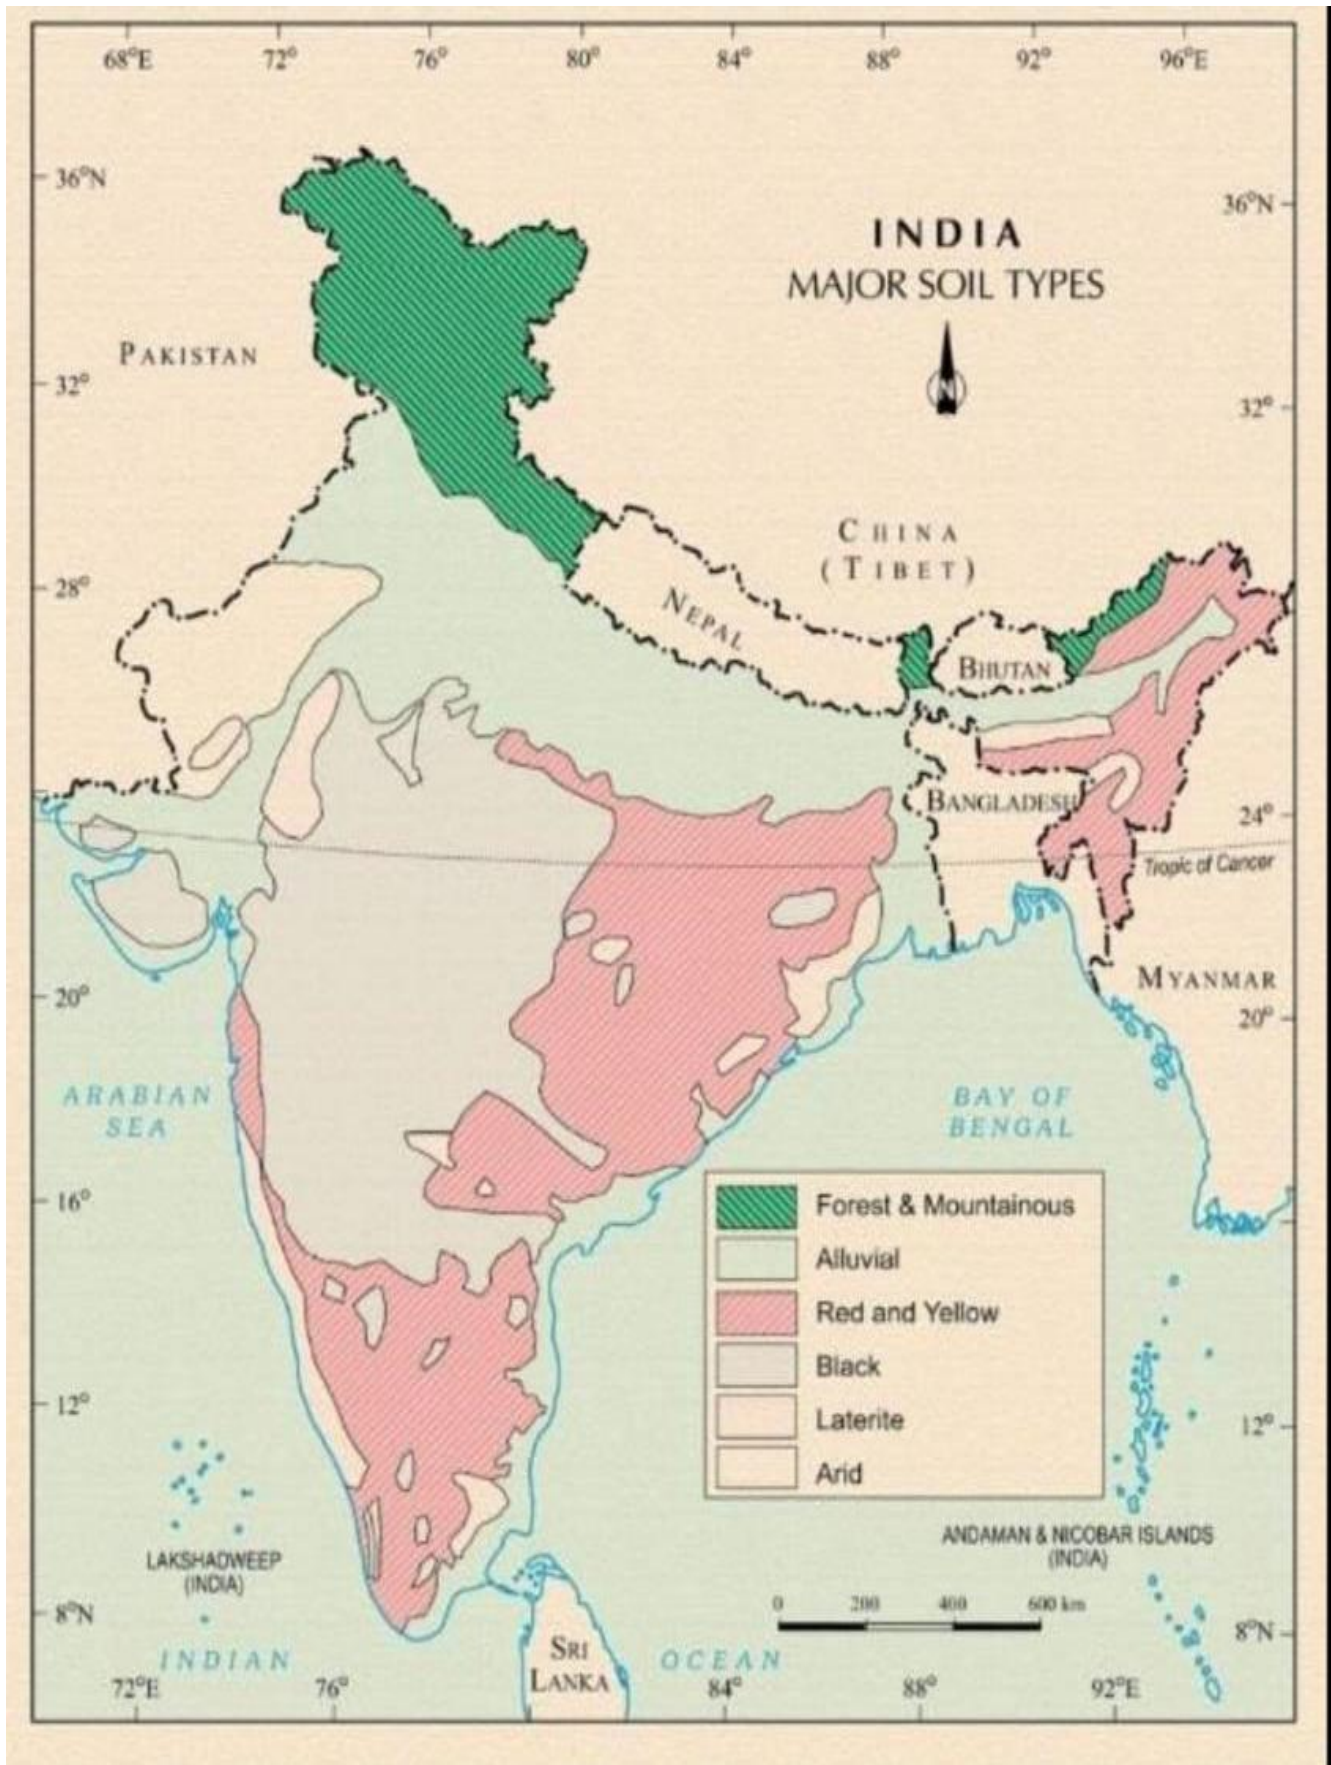 68°E 72° 76° 80° 84° 88° 92° 96°E
36°N
36°N
INDIA
MAJOR SOIL TYPES
N
PAKISTAN
32°
32°
CHINA
(TIBET)
28°
NEPAL
BHUTAN
BANGLADESH
24°
Tropic of Cancer
MYANMAR
20°
20°
ARABIAN
SEA
BAY OF
BENGAL
16°
Forest & Mountainous
Alluvial
Red and Yellow
Black
Laterite
Arid
12°
12°
LAKSHADWEEP
(INDIA)
ANDAMAN & NICOBAR ISLANDS
(INDIA)
0 200 400 600 km
8°N
8°N
INDIAN OCEAN
SRI
LANKA
72°E 76° 84° 88° 92°E